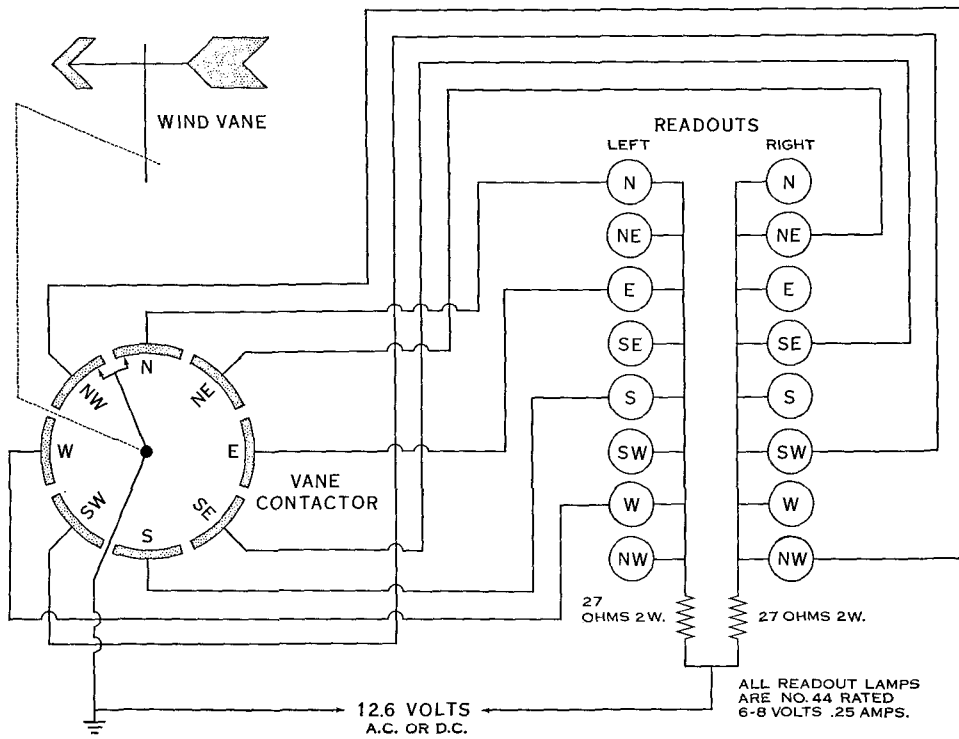 WIND VANE
READOUTS
LEFT
RIGHT
N
N
NE
NE
E
E
SE
SE
S
S
SW
SW
W
W
NW
NW
N
NE
E
SE
S
SW
W
NW
VANE
CONTACTOR
27
OHMS 2W.
27 OHMS 2W.
12.6 VOLTS
A.C. OR D.C.
ALL READOUT LAMPS
ARE NO. 44 RATED
6-8 VOLTS .25 AMPS.